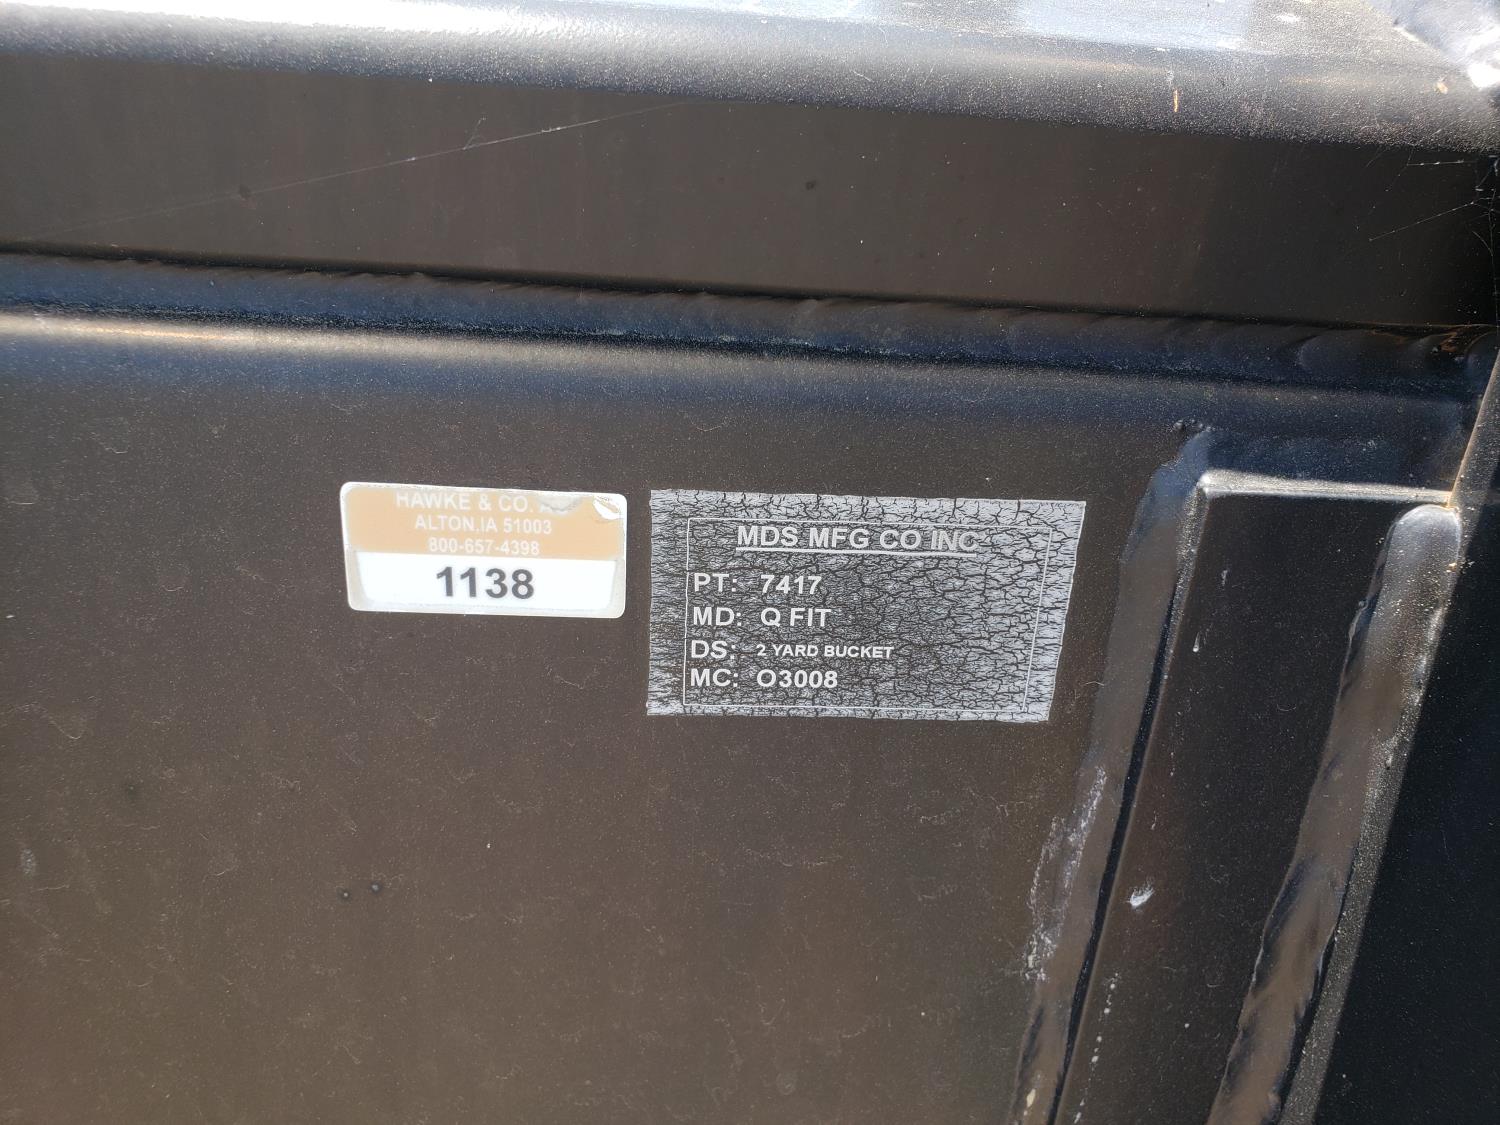 HAWKE & CO.
ALTON,IA 51003
800-657-4398
1138
MDS MFG CO INC
PT: 7417
MD: Q FIT
DS: 2 YARD BUCKET
MC: O3008